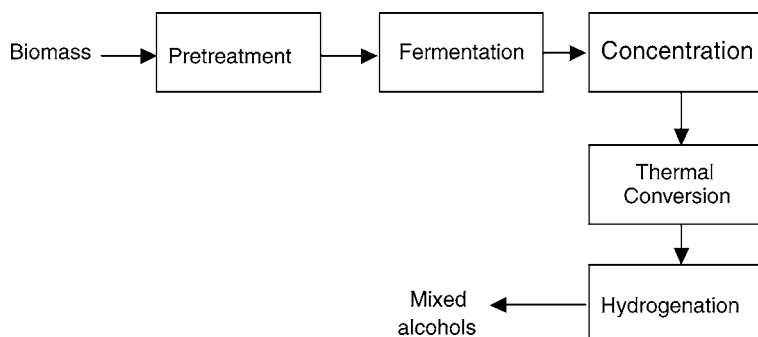 Biomass
Pretreatment
Fermentation
Concentration
Thermal
Conversion
Hydrogenation
Mixed
alcohols